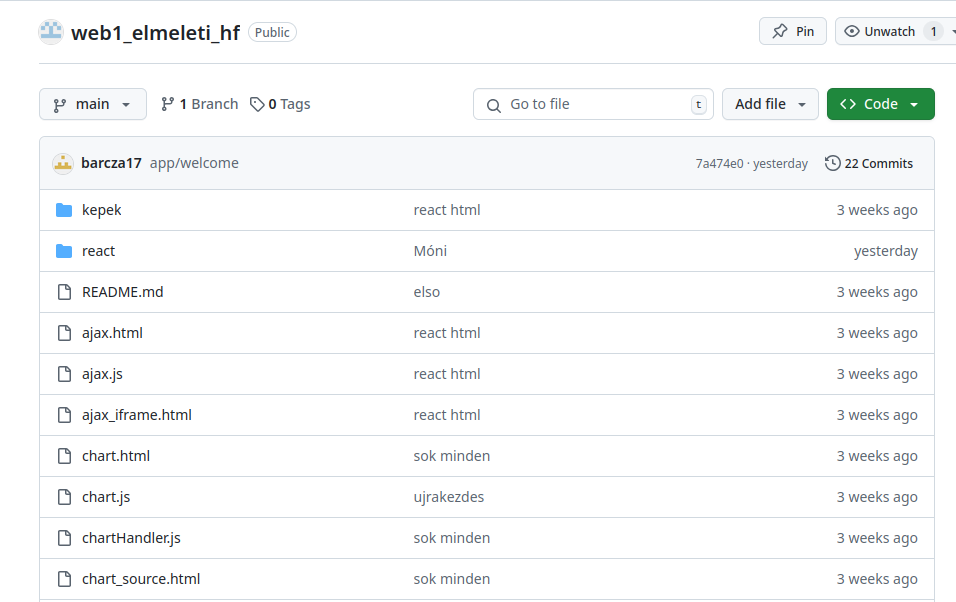 web1_elmeleti_hf Public Pin Unwatch 1
main 1 Branch 0 Tags Go to file t Add file Code
barcza17 app/welcome 7a474e0 · yesterday 22 Commits
kepek react html 3 weeks ago
react Móni yesterday
README.md elso 3 weeks ago
ajax.html react html 3 weeks ago
ajax.js react html 3 weeks ago
ajax_iframe.html react html 3 weeks ago
chart.html sok minden 3 weeks ago
chart.js ujrakezdes 3 weeks ago
chartHandler.js sok minden 3 weeks ago
chart_source.html sok minden 3 weeks ago